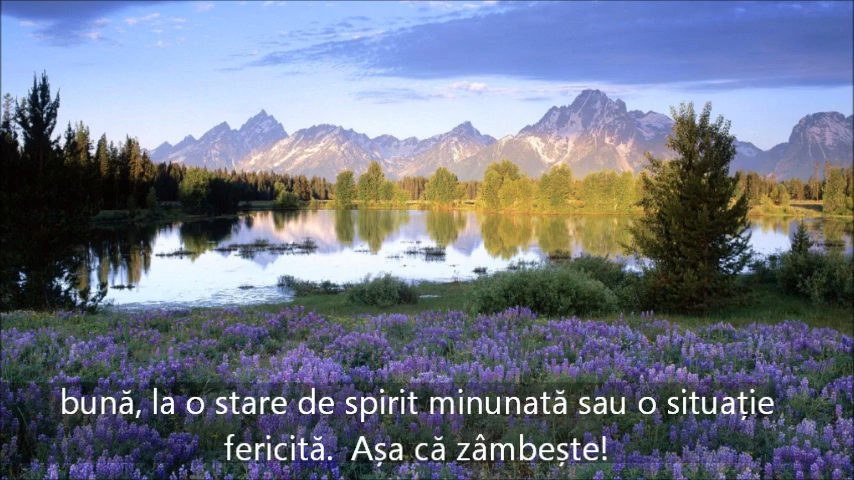 bună, la o stare de spirit minunată sau o situație
fericită.  Așa că zâmbește!